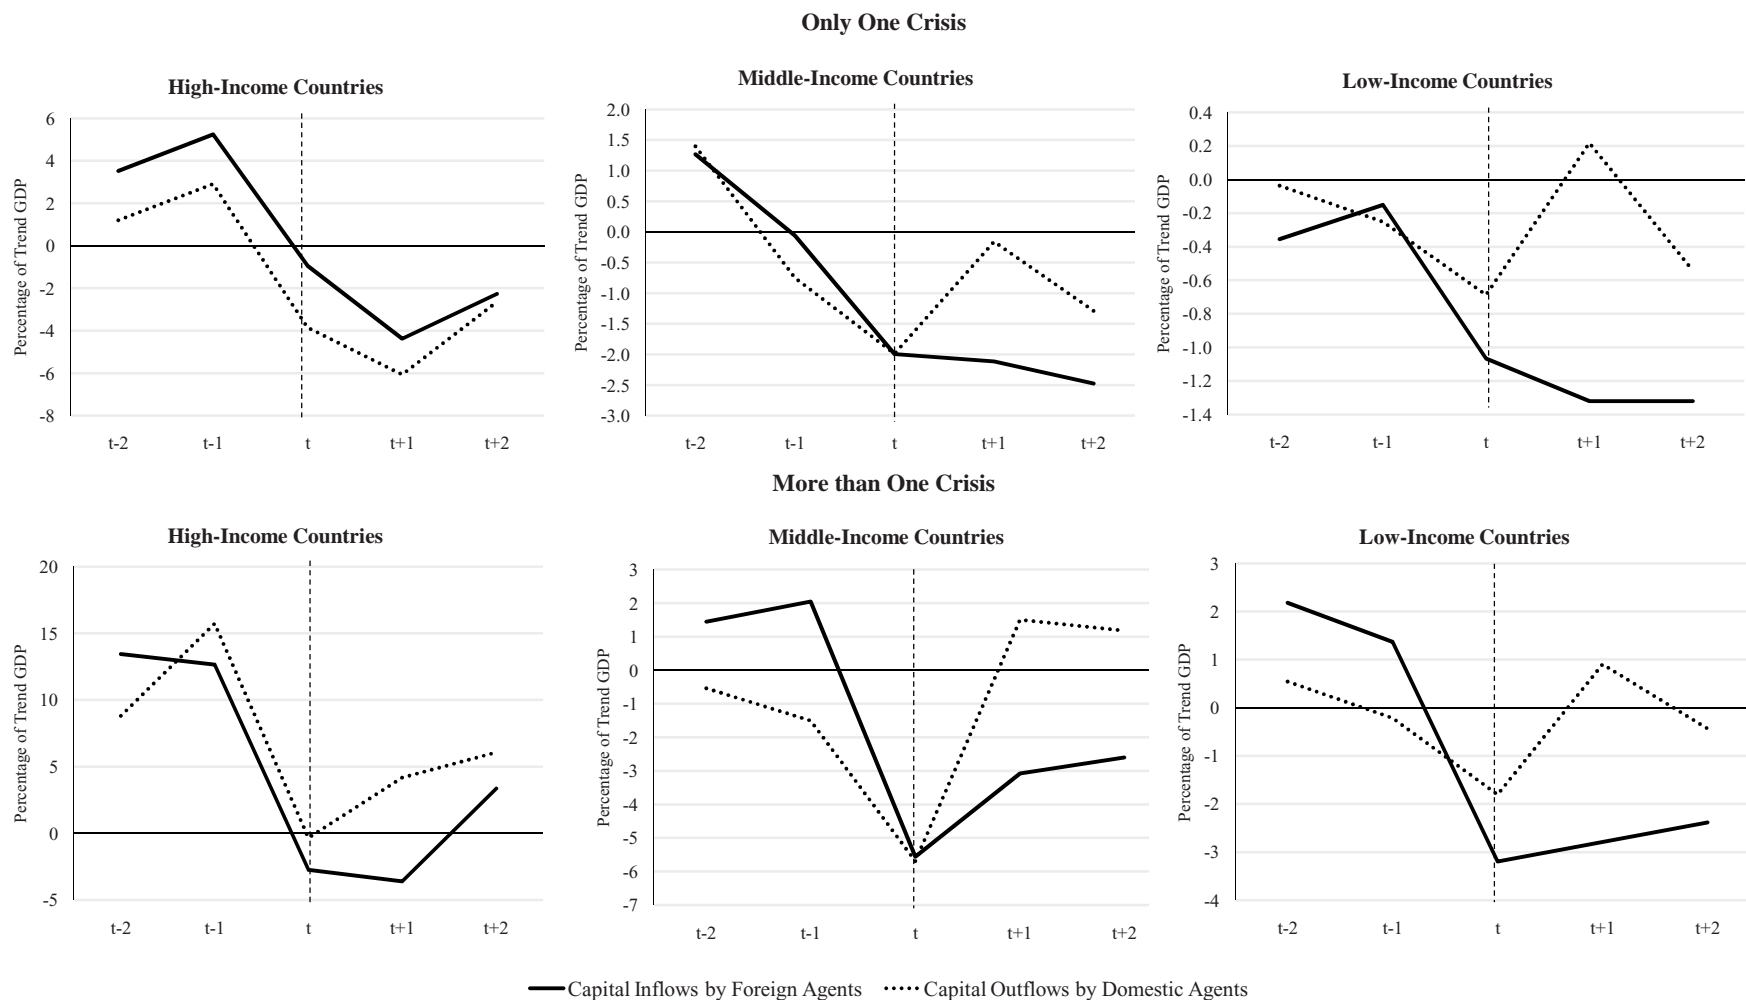 Only One Crisis
High-Income Countries
Percentage of Trend GDP
6
4
2
0
-2
-4
-6
-8
t-2 t-1 t t+1 t+2
Middle-Income Countries
Percentage of Trend GDP
2.0
1.5
1.0
0.5
0.0
-0.5
-1.0
-1.5
-2.0
-2.5
-3.0
t-2 t-1 t t+1 t+2
Low-Income Countries
Percentage of Trend GDP
0.4
0.2
0.0
-0.2
-0.4
-0.6
-0.8
-1.0
-1.2
-1.4
t-2 t-1 t t+1 t+2
More than One Crisis
High-Income Countries
Percentage of Trend GDP
20
15
10
5
0
-5
t-2 t-1 t t+1 t+2
Middle-Income Countries
Percentage of Trend GDP
3
2
1
0
-1
-2
-3
-4
-5
-6
-7
t-2 t-1 t t+1 t+2
Low-Income Countries
Percentage of Trend GDP
3
2
1
0
-1
-2
-3
-4
t-2 t-1 t t+1 t+2
Capital Inflows by Foreign Agents Capital Outflows by Domestic Agents